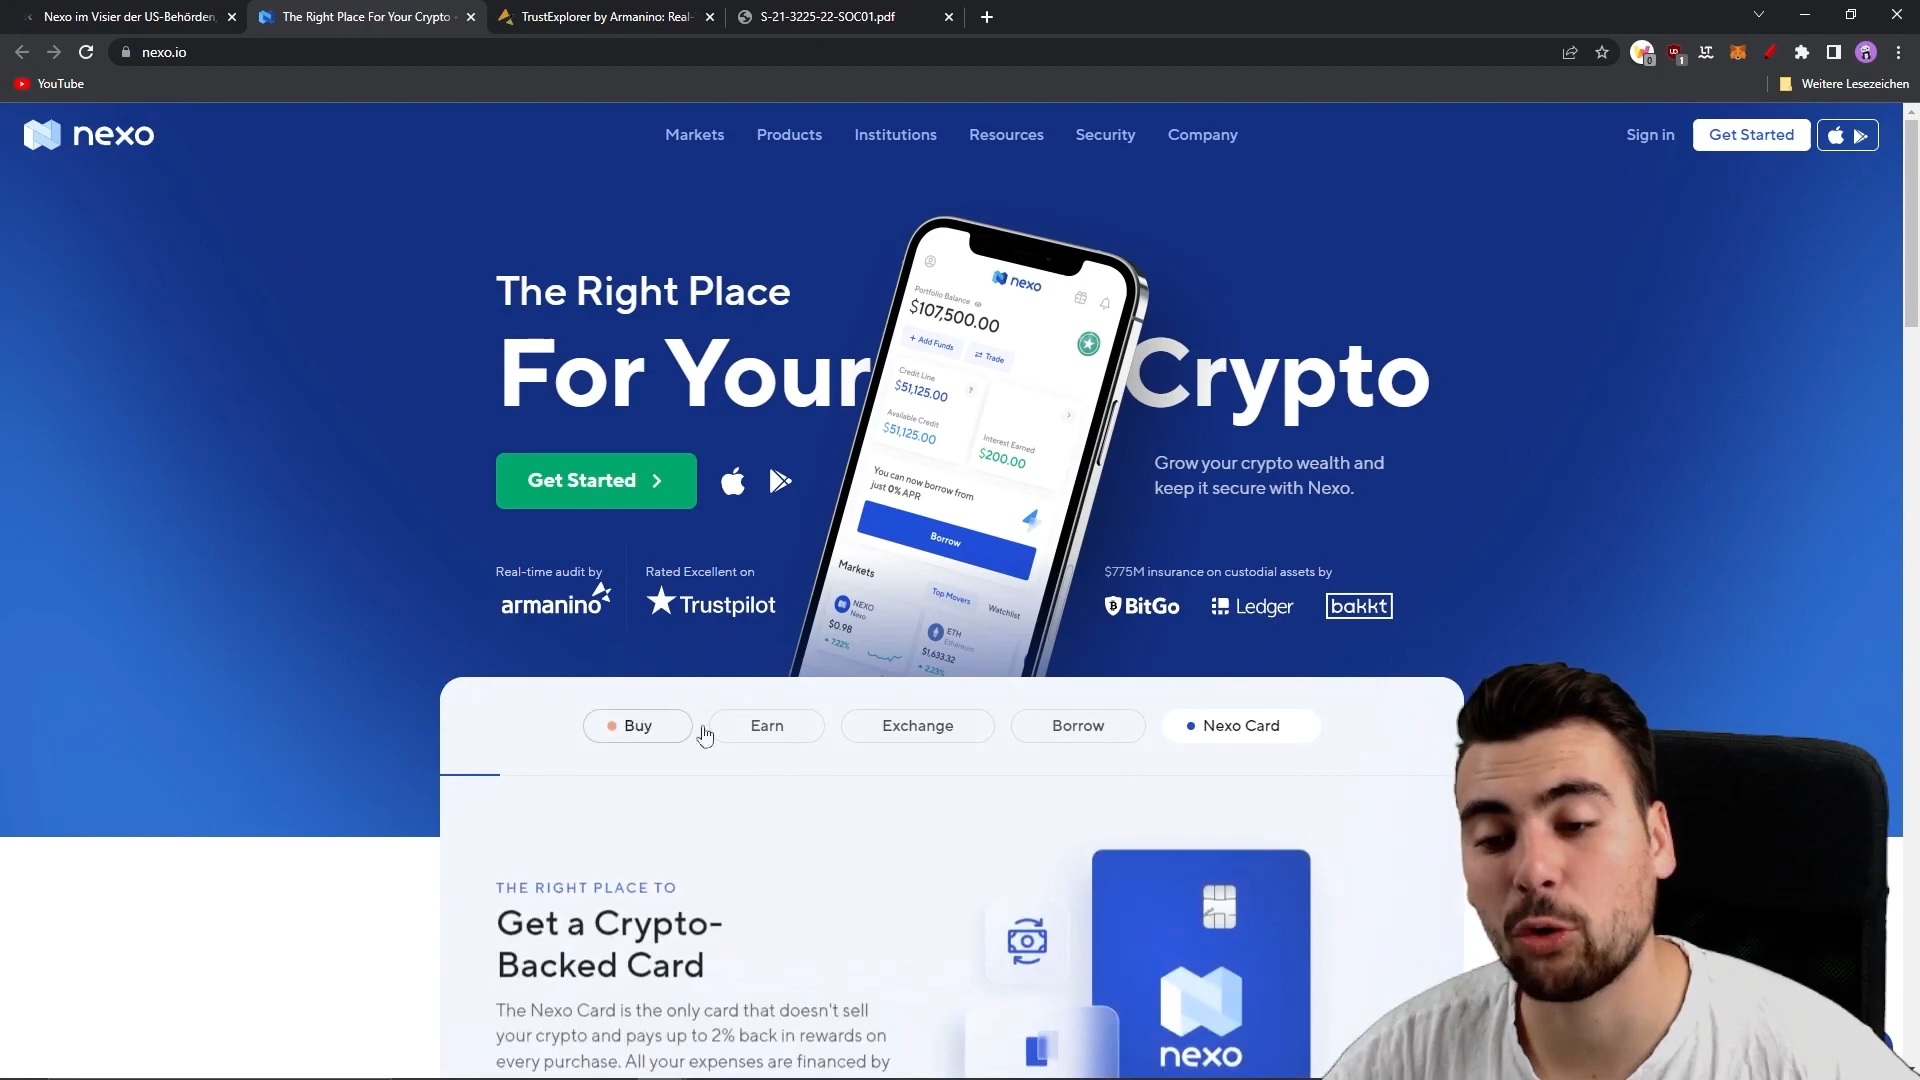 Nexo im Visier der US-Behörden,
The Right Place For Your Crypto
TrustExplorer by Armanino: Real-
S-21-3225-22-SOC01.pdf
nexo.io
YouTube
Weitere Lesezeichen
nexo
Markets
Products
Institutions
Resources
Security
Company
Sign in
Get Started
The Right Place
For Your Crypto
Get Started
Grow your crypto wealth and
keep it secure with Nexo.
Real-time audit by
armanino
Rated Excellent on
Trustpilot
$775M insurance on custodial assets by
BitGo
Ledger
bakkt
nexo
Portfolio Balance
$107,500.00
+ Add Funds
Trade
Credit Line
$51,125.00
Available Credit
$51,125.00
Interest Earned
$200.00
You can now borrow from
just 0% APR
Borrow
Markets
Top Movers
Watchlist
NEXO
Nexo
$0.98
7.22%
ETH
Ethereum
$1,633.32
2.23%
Buy
Earn
Exchange
Borrow
Nexo Card
THE RIGHT PLACE TO
Get a Crypto-
Backed Card
The Nexo Card is the only card that doesn't sell
your crypto and pays up to 2% back in rewards on
every purchase. All your expenses are financed by
nexo